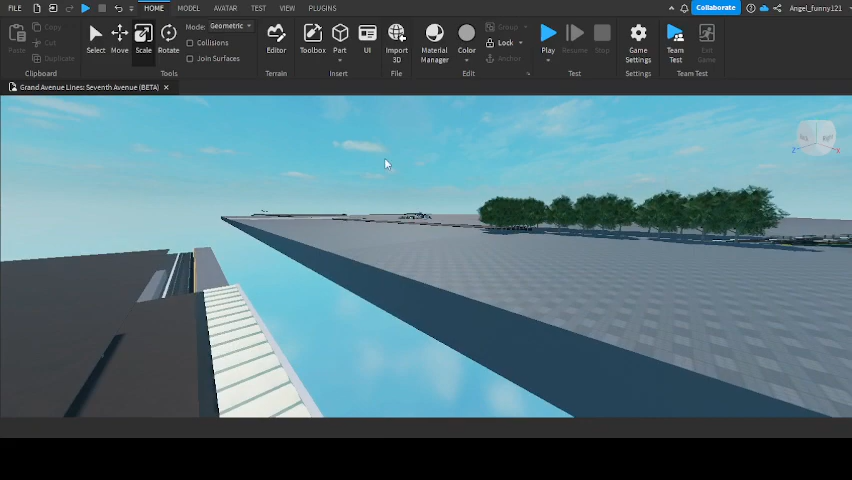 FILE HOME MODEL AVATAR TEST VIEW PLUGINS Collaborate Angel_funny121
Paste Copy Cut Duplicate Select Move Scale Rotate Mode: Geometric Collisions Join Surfaces Editor Toolbox Part UI Import 3D Material Manager Color Group Lock Anchor Play Resume Stop Game Settings Team Test Exit Game
Clipboard Tools Terrain Insert File Edit Test Settings Team Test
Grand Avenue Lines: Seventh Avenue (BETA)
Z X